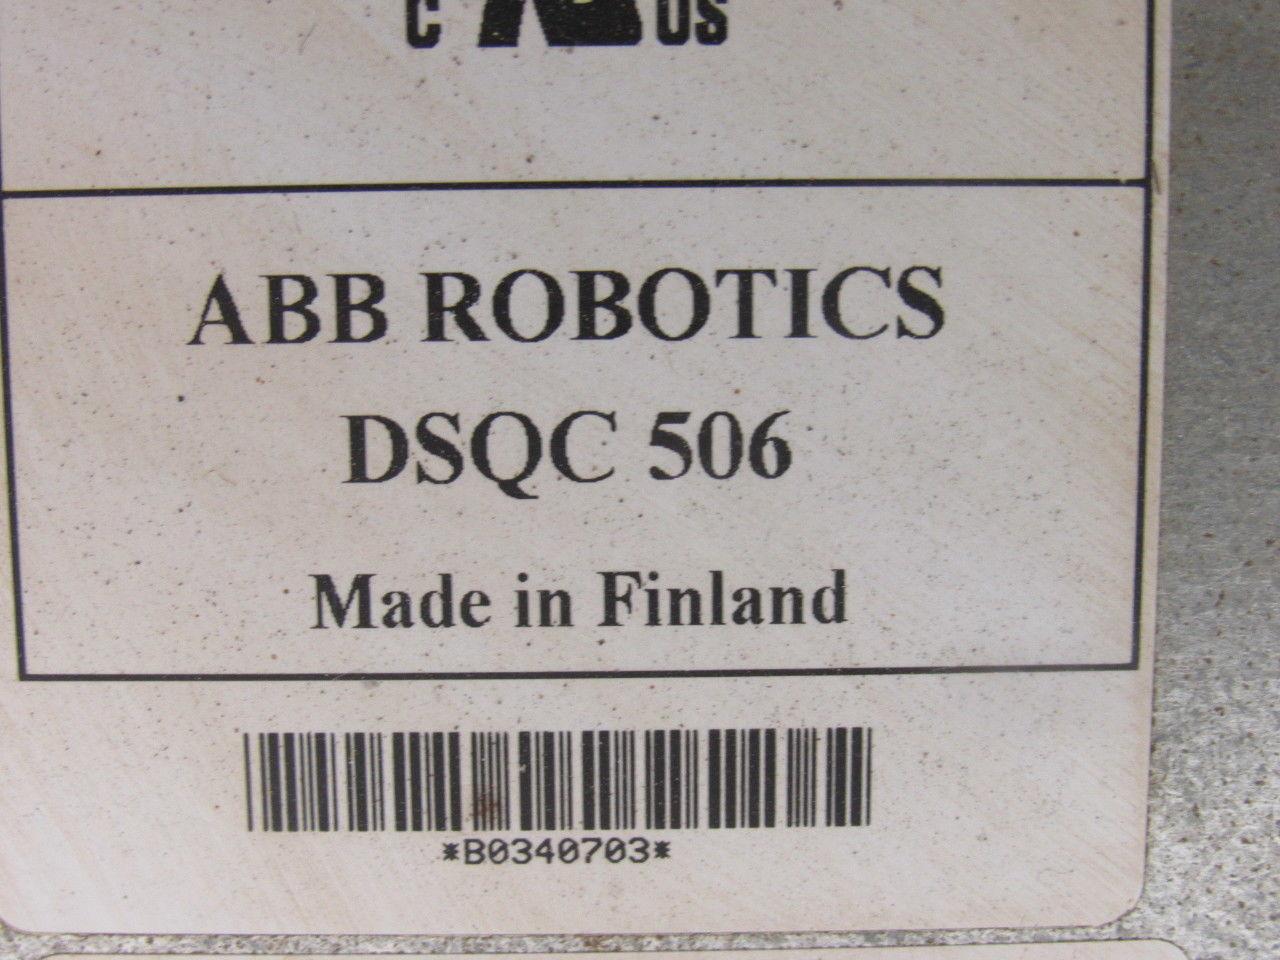 C US
ABB ROBOTICS
DSQC 506
Made in Finland
*B0340703*